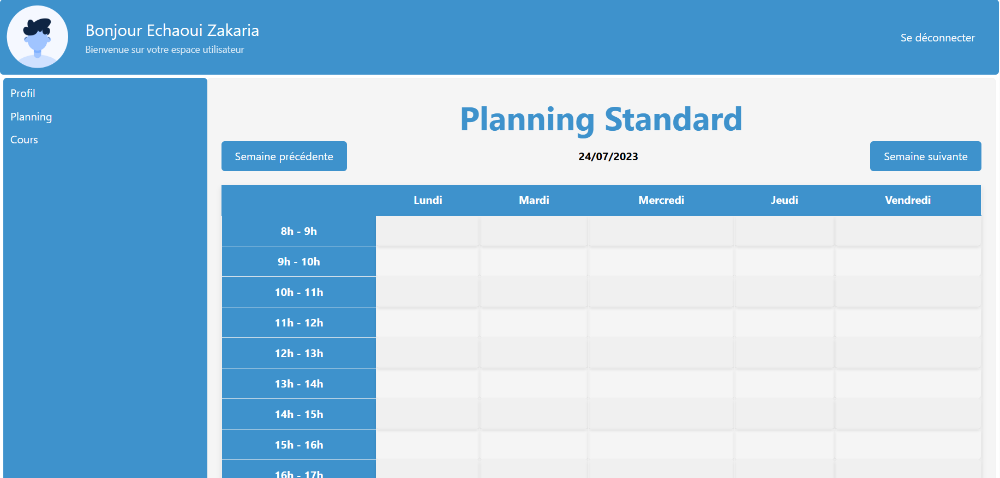 Bonjour Echaoui Zakaria
Bienvenue sur votre espace utilisateur
Se déconnecter
Profil
Planning
Cours
Planning Standard
Semaine précédente
24/07/2023
Semaine suivante
Lundi Mardi Mercredi Jeudi Vendredi
8h - 9h
9h - 10h
10h - 11h
11h - 12h
12h - 13h
13h - 14h
14h - 15h
15h - 16h
16h - 17h